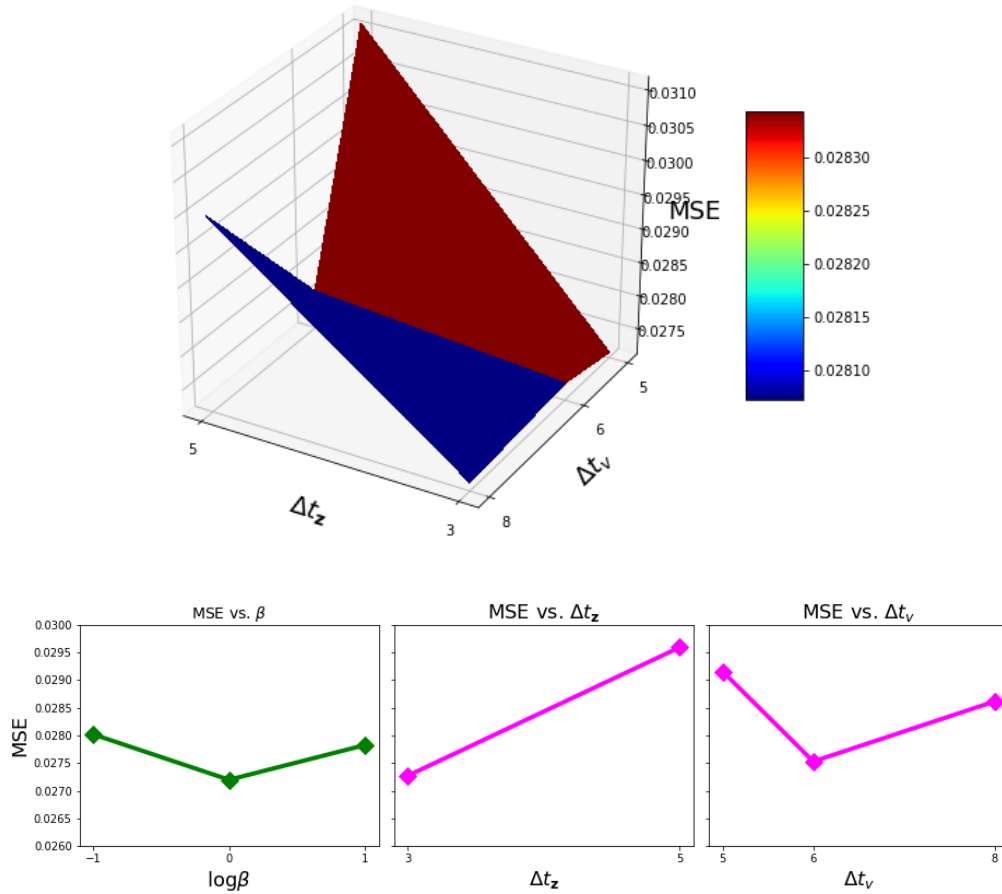 0.0310
0.0305
0.0300
0.0295
MSE
0.0290
0.0285
0.0280
0.0275
5
6
8
Δt_v
5
3
Δt_z
0.02830
0.02825
0.02820
0.02815
0.02810
MSE vs. β
MSE vs. Δt_z
MSE vs. Δt_v
0.0300
0.0295
0.0290
0.0285
0.0280
0.0275
0.0270
0.0265
0.0260
MSE
−1 0 1
3 5
5 6 8
logβ
Δt_z
Δt_v